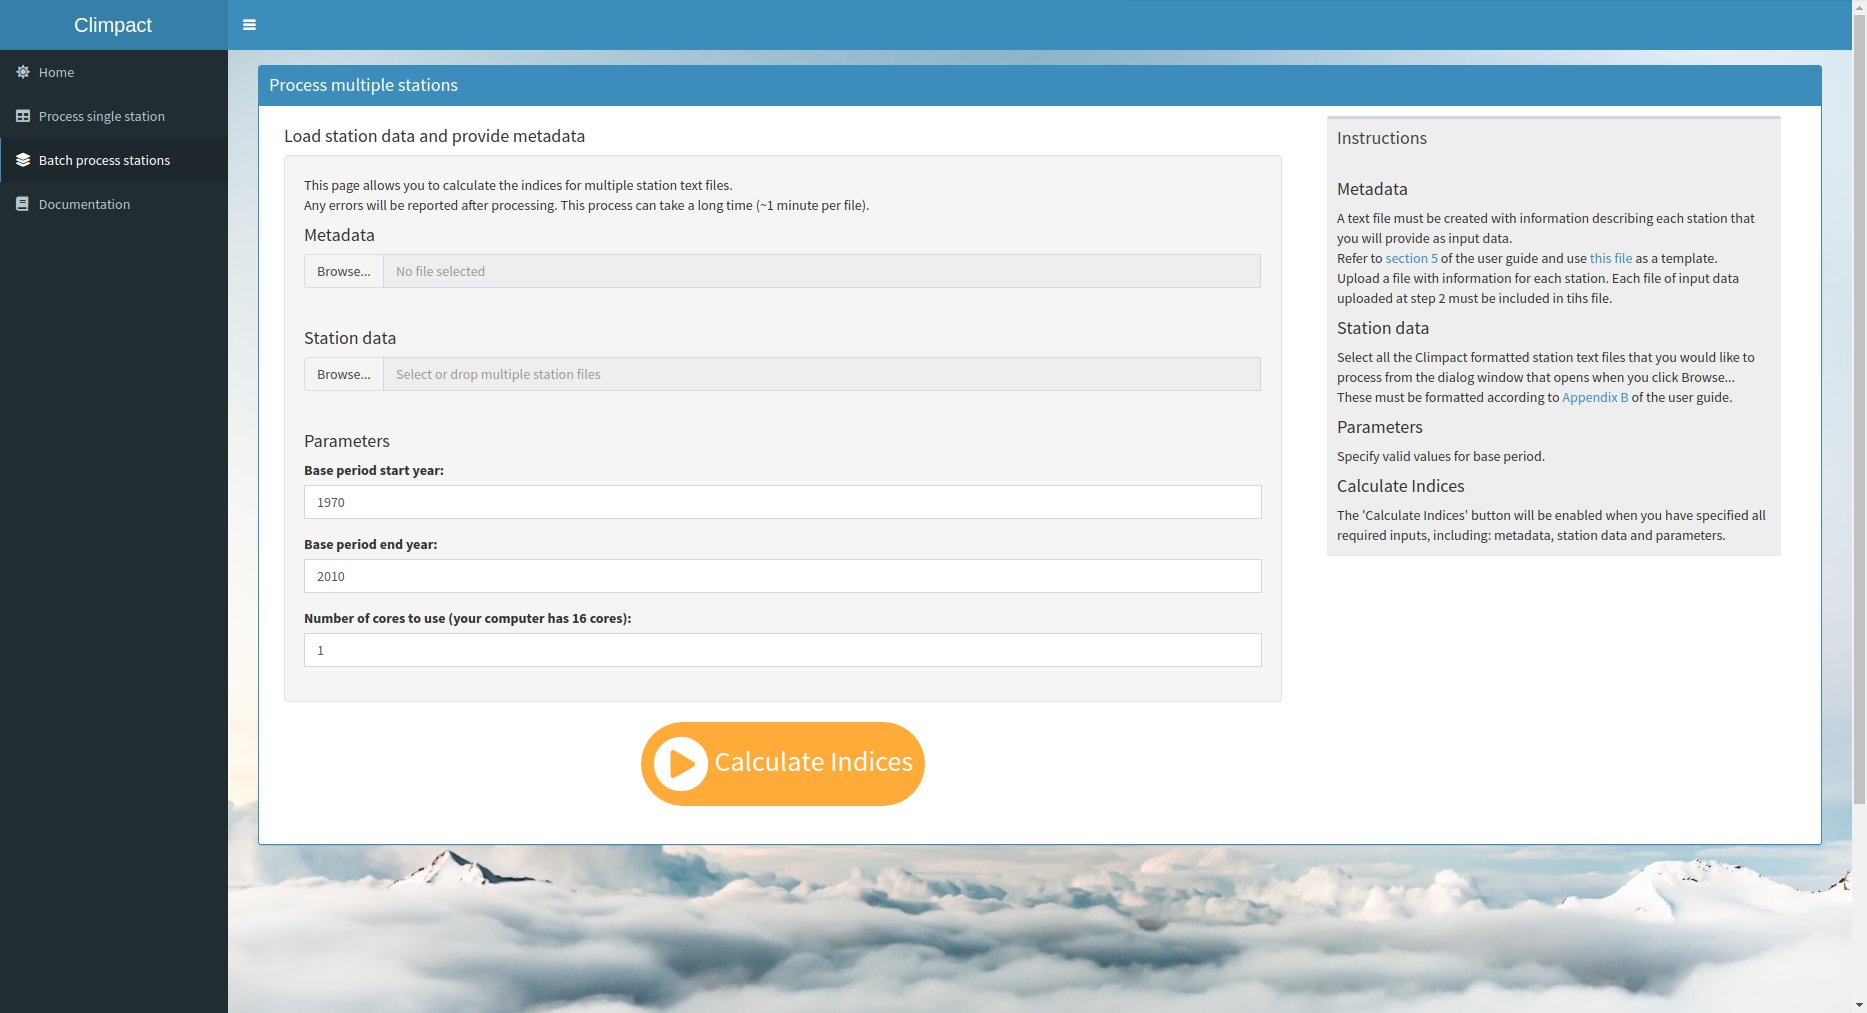 Climpact
Home
Process single station
Batch process stations
Documentation
Process multiple stations
Load station data and provide metadata
This page allows you to calculate the indices for multiple station text files.
Any errors will be reported after processing. This process can take a long time (~1 minute per file).
Metadata
Browse... No file selected
Station data
Browse... Select or drop multiple station files
Parameters
Base period start year:
1970
Base period end year:
2010
Number of cores to use (your computer has 16 cores):
1
Calculate Indices
Instructions
Metadata
A text file must be created with information describing each station that
you will provide as input data.
Refer to section 5 of the user guide and use this file as a template.
Upload a file with information for each station. Each file of input data
uploaded at step 2 must be included in tihs file.
Station data
Select all the Climpact formatted station text files that you would like to
process from the dialog window that opens when you click Browse...
These must be formatted according to Appendix B of the user guide.
Parameters
Specify valid values for base period.
Calculate Indices
The 'Calculate Indices' button will be enabled when you have specified all
required inputs, including: metadata, station data and parameters.